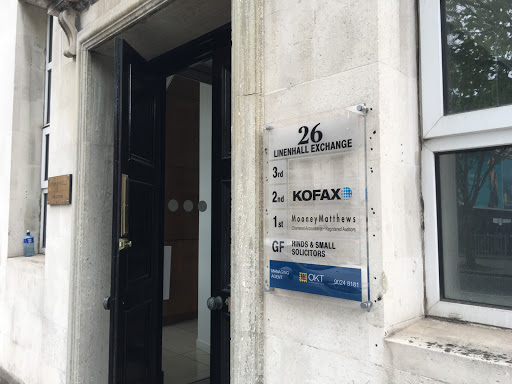 26
LINENHALL EXCHANGE
3rd
2nd KOFAX
1st MooneyMatthews
Chartered Accountants • Registered Auditors
GF HINDS & SMALL
SOLICITORS
MANAGING
AGENT
OKT 9024 8181